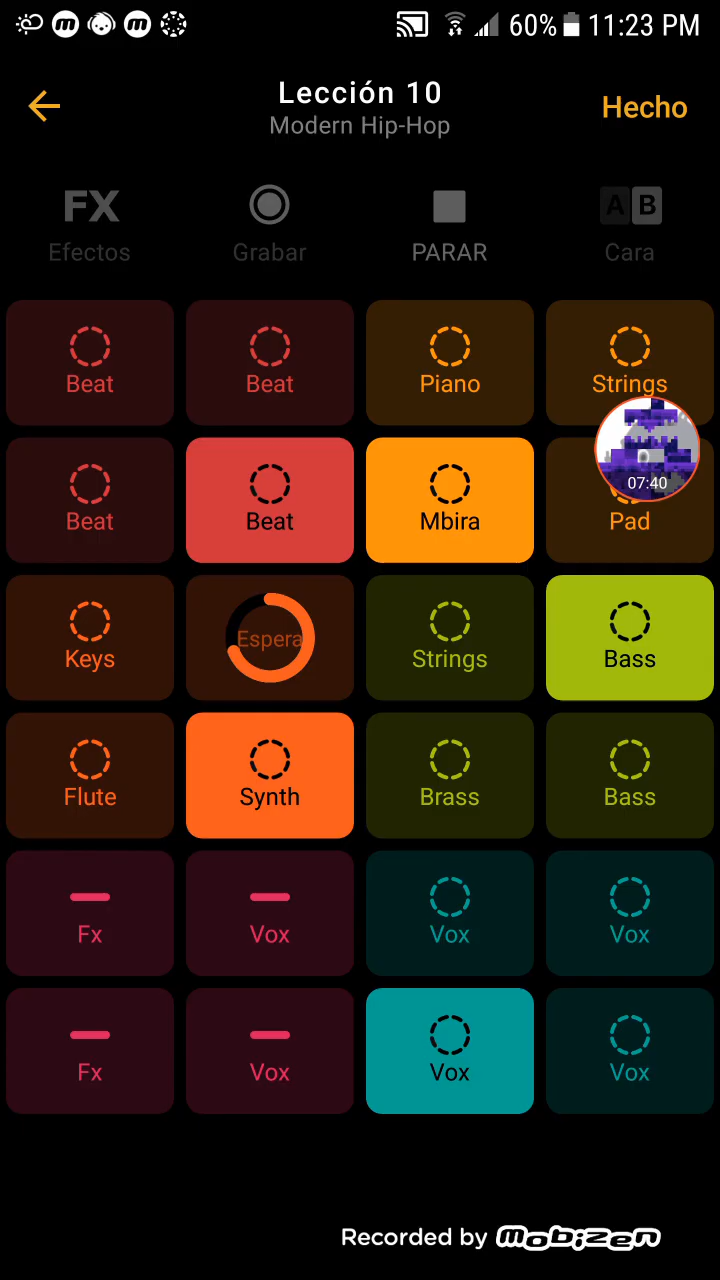 60% 11:23 PM
Lección 10
Modern Hip-Hop
Hecho
FX
Efectos
Grabar
PARAR
A B
Cara
Beat
Beat
Piano
Strings
07:40
Beat
Beat
Mbira
Pad
Keys
Espera
Strings
Bass
Flute
Synth
Brass
Bass
Fx
Vox
Vox
Vox
Fx
Vox
Vox
Vox
Recorded by mobizen